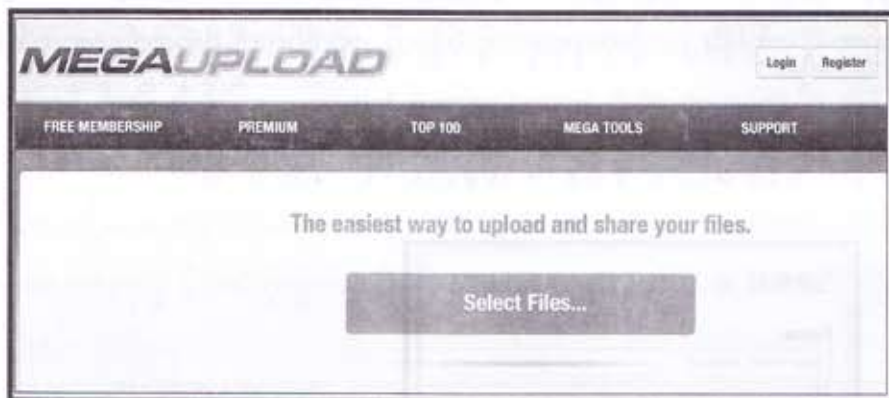 MEGAUPLOAD
Login Register
FREE MEMBERSHIP PREMIUM TOP 100 MEGA TOOLS SUPPORT
The easiest way to upload and share your files.
Select Files...